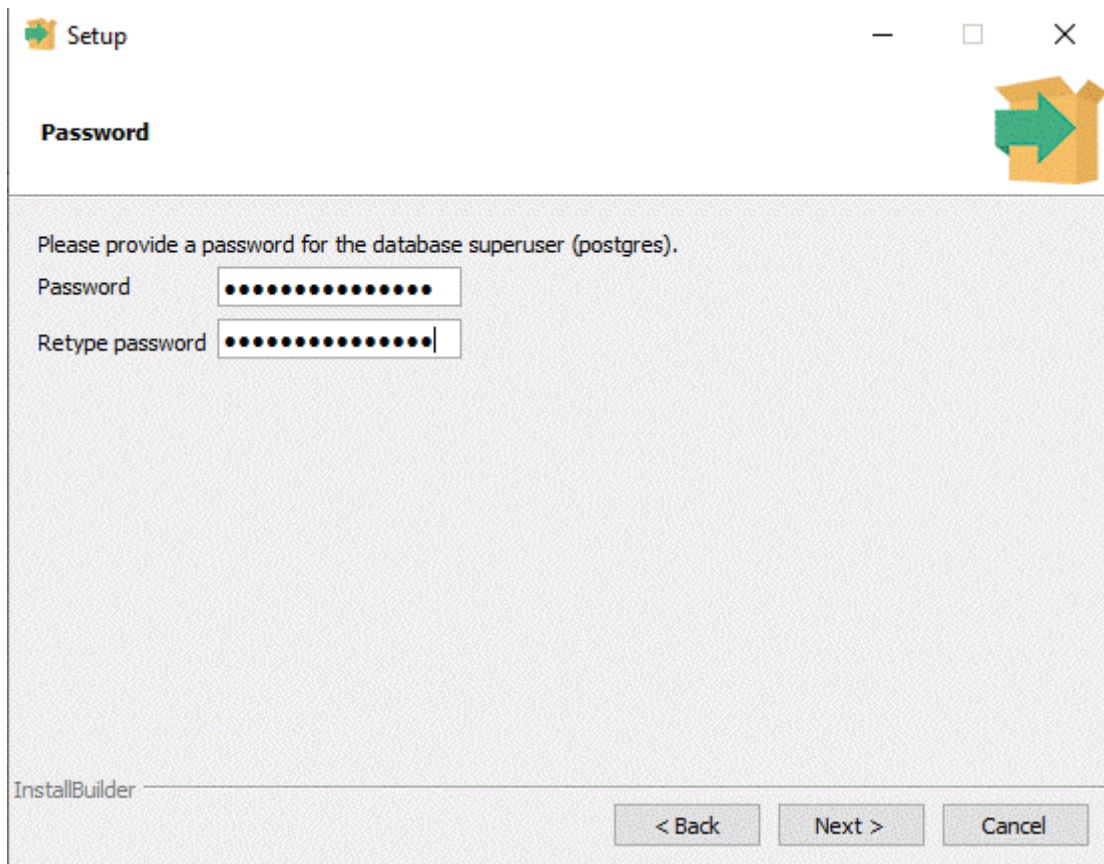 Setup
Password
Please provide a password for the database superuser (postgres).
Password ●●●●●●●●●●●●●●●
Retype password ●●●●●●●●●●●●●●●
InstallBuilder
< Back Next > Cancel